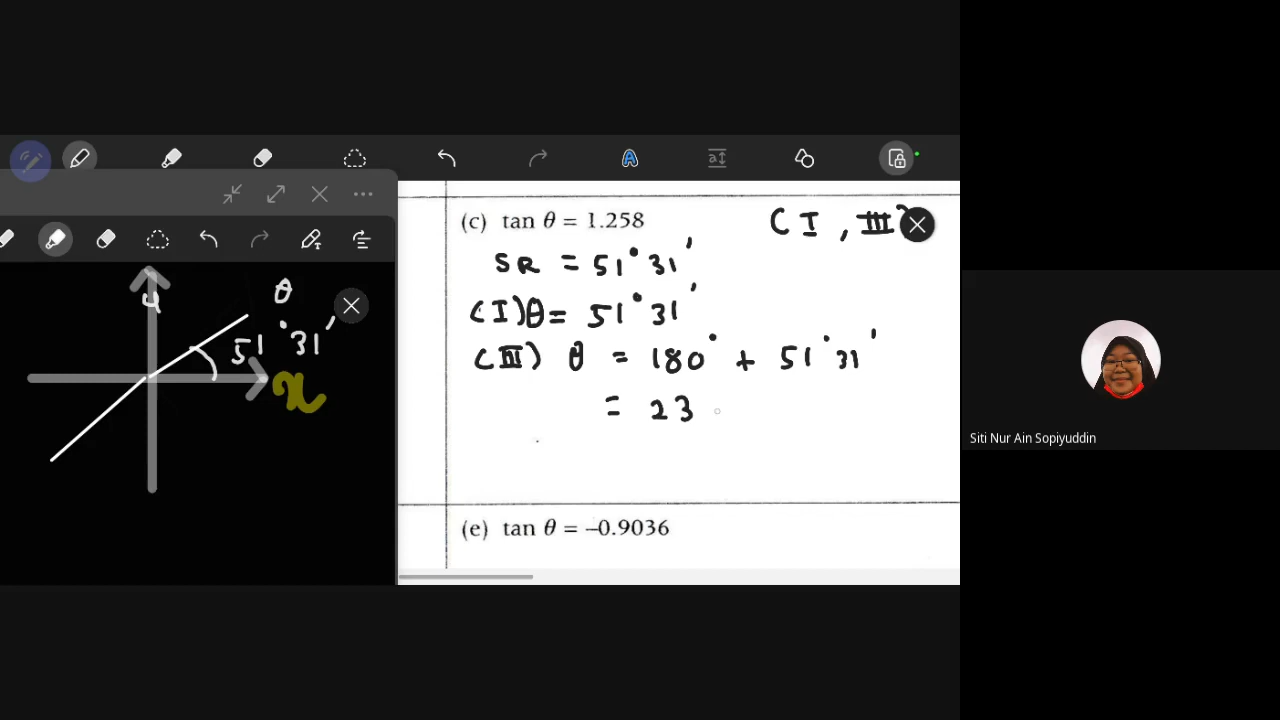 y
θ
51°31′
x
(c) tan θ = 1.258
(I, III)
SR = 51°31′
(I) θ = 51°31′
(III) θ = 180° + 51°31′
= 23
(e) tan θ = –0.9036
Siti Nur Ain Sopiyuddin